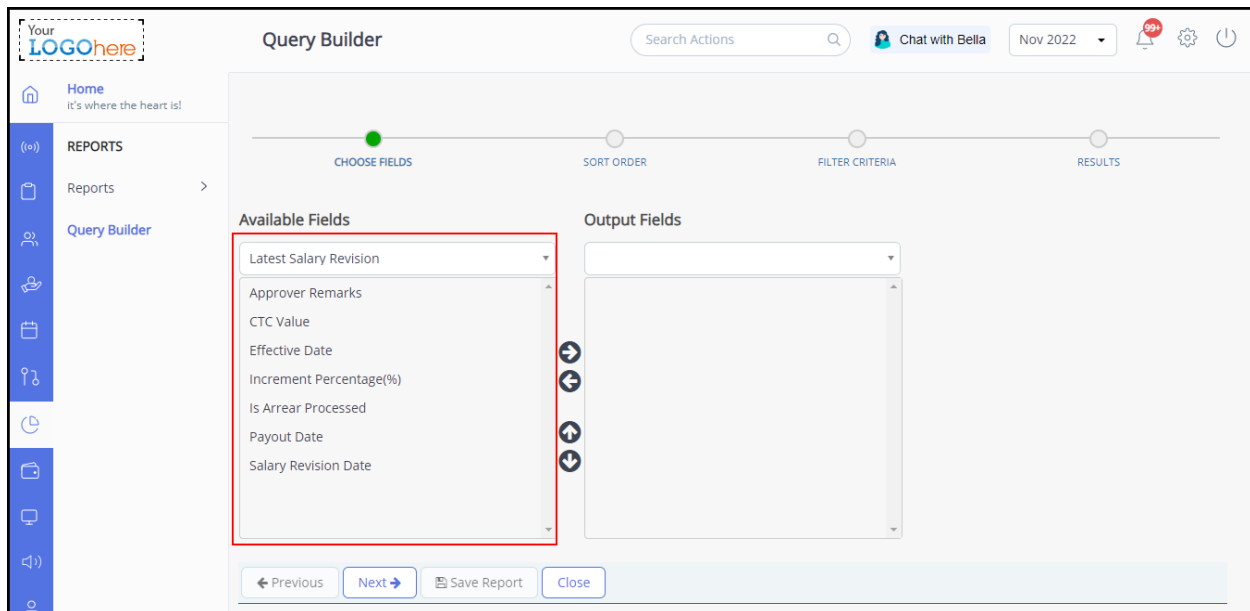 Your
LOGOhere
Query Builder
Search Actions
Chat with Bella
Nov 2022
99+
Home
it's where the heart is!
REPORTS
Reports
Query Builder
CHOOSE FIELDS
SORT ORDER
FILTER CRITERIA
RESULTS
Available Fields
Output Fields
Latest Salary Revision
Approver Remarks
CTC Value
Effective Date
Increment Percentage(%)
Is Arrear Processed
Payout Date
Salary Revision Date
Previous
Next
Save Report
Close